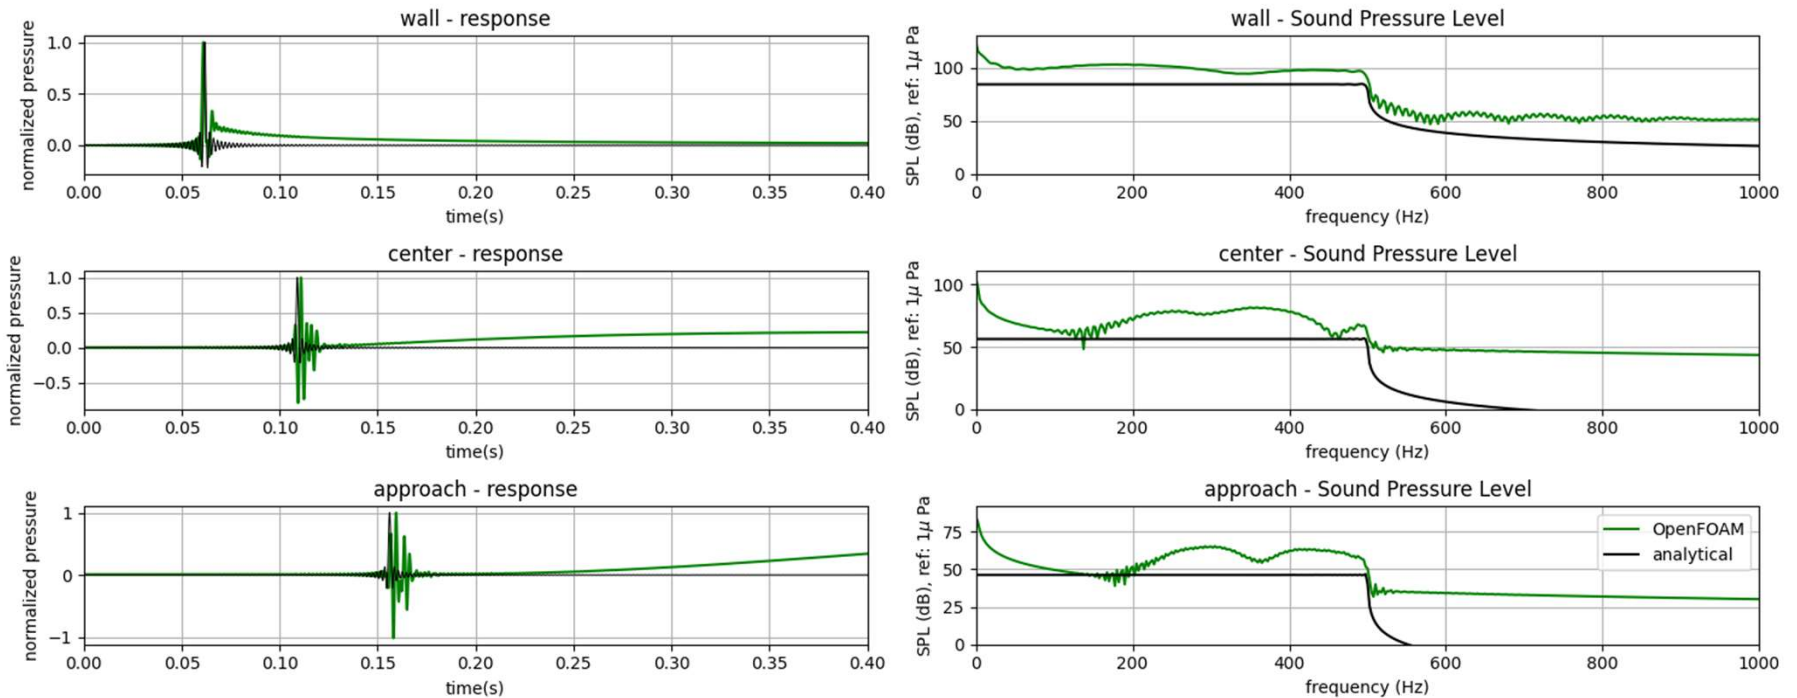 wall - response
normalized pressure
1.0
0.5
0.0
0.00 0.05 0.10 0.15 0.20 0.25 0.30 0.35 0.40
time(s)
wall - Sound Pressure Level
SPL (dB), ref: 1μ Pa
100
50
0
0 200 400 600 800 1000
frequency (Hz)
center - response
normalized pressure
1.0
0.5
0.0
−0.5
0.00 0.05 0.10 0.15 0.20 0.25 0.30 0.35 0.40
time(s)
center - Sound Pressure Level
SPL (dB), ref: 1μ Pa
100
50
0
0 200 400 600 800 1000
frequency (Hz)
approach - response
normalized pressure
1
0
−1
0.00 0.05 0.10 0.15 0.20 0.25 0.30 0.35 0.40
time(s)
approach - Sound Pressure Level
SPL (dB), ref: 1μ Pa
75
50
25
0
OpenFOAM
analytical
0 200 400 600 800 1000
frequency (Hz)